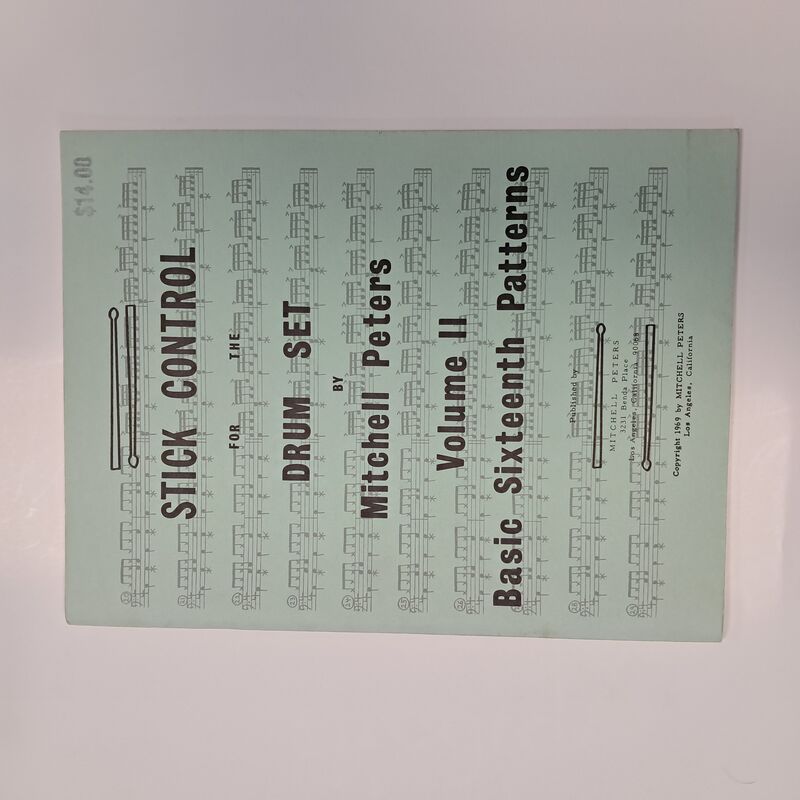 $14.00
STICK CONTROL
FOR THE
DRUM SET
BY
Mitchell Peters
Volume II
Basic Sixteenth Patterns
Published by
MITCHELL PETERS
3231 Benda Place
Los Angeles, California 90068
Copyright 1969 by MITCHELL PETERS
Los Angeles, California